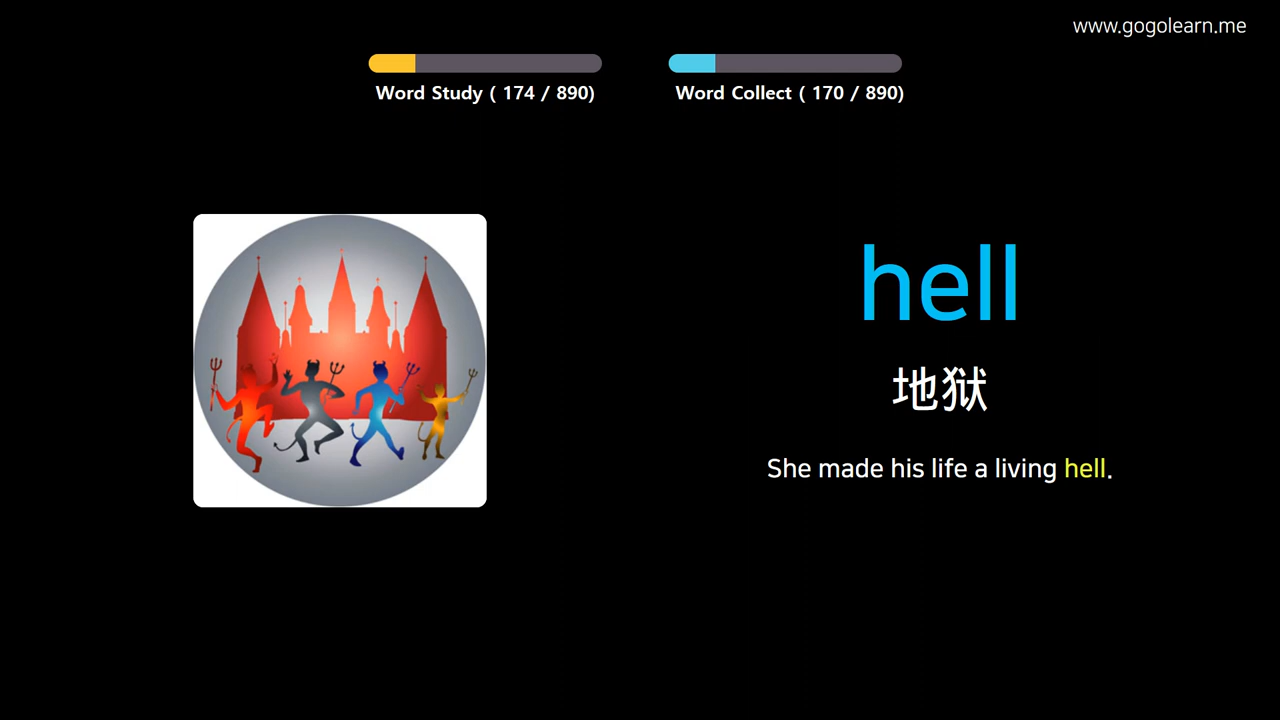 www.gogolearn.me
Word Study ( 174 / 890)
Word Collect ( 170 / 890)
hell
地狱
She made his life a living hell.